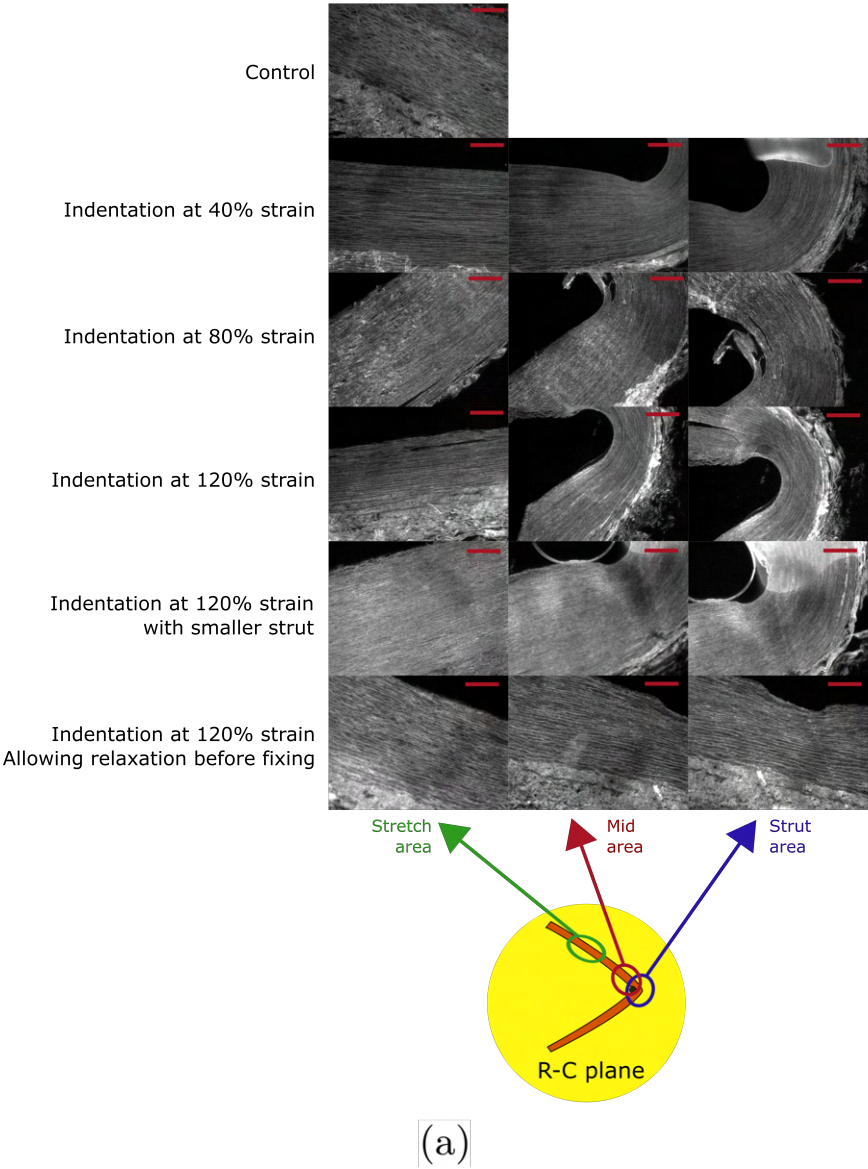 Control
Indentation at 40% strain
Indentation at 80% strain
Indentation at 120% strain
Indentation at 120% strain
with smaller strut
Indentation at 120% strain
Allowing relaxation before fixing
Stretch
area
Mid
area
Strut
area
R-C plane
(a)